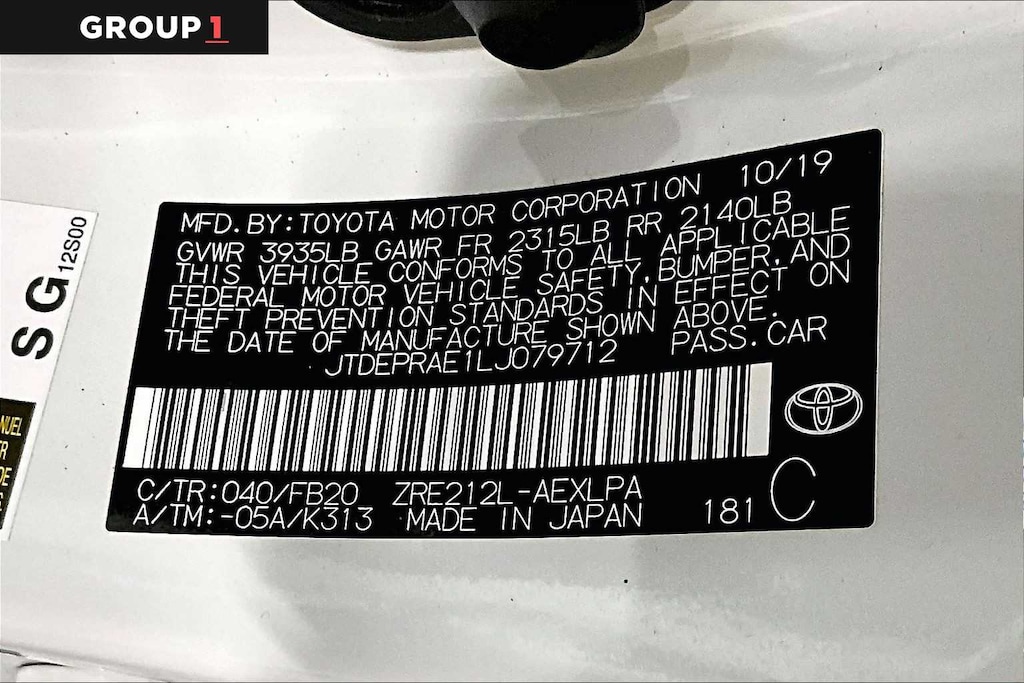 GROUP 1
MFD.BY:TOYOTA MOTOR CORPORATION 10/19
GVWR 3935LB GAWR FR 2315LB RR 2140LB
THIS VEHICLE CONFORMS TO ALL APPLICABLE
FEDERAL MOTOR VEHICLE SAFETY,BUMPER,AND
THEFT PREVENTION STANDARDS IN EFFECT ON
THE DATE OF MANUFACTURE SHOWN ABOVE.
JTDEPRAE1LJ079712 PASS.CAR
C/TR:040/FB20 ZRE212L-AEXLPA
A/TM:-05A/K313 MADE IN JAPAN 181 C
SG 12S00